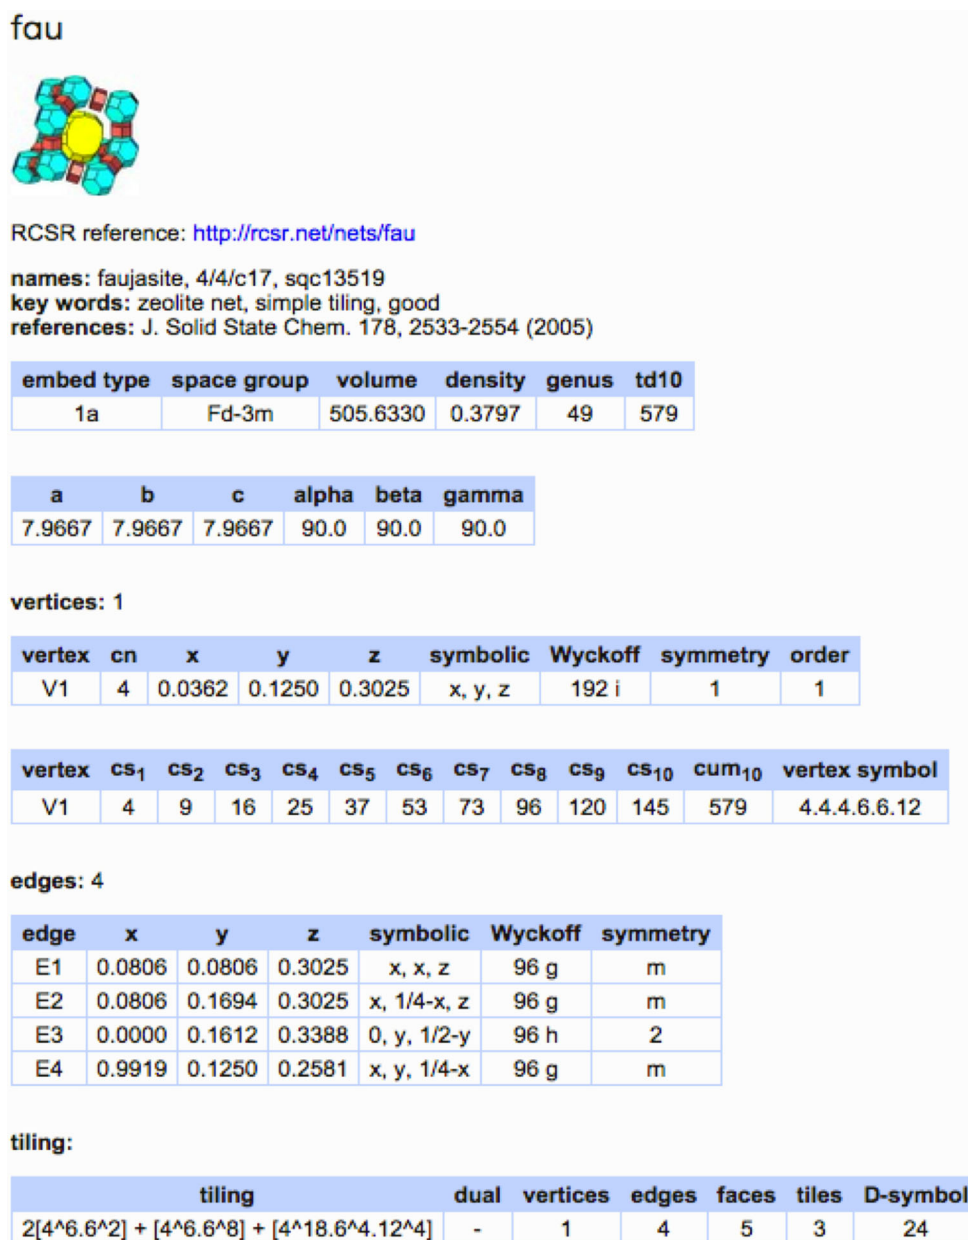 fau
RCSR reference: http://rcsr.net/nets/fau
names: faujasite, 4/4/c17, sqc13519
key words: zeolite net, simple tiling, good
references: J. Solid State Chem. 178, 2533-2554 (2005)
embed type space group volume density genus td10
1a Fd-3m 505.6330 0.3797 49 579
a b c alpha beta gamma
7.9667 7.9667 7.9667 90.0 90.0 90.0
vertices: 1
vertex cn x y z symbolic Wyckoff symmetry order
V1 4 0.0362 0.1250 0.3025 x, y, z 192 i 1 1
vertex cs1 cs2 cs3 cs4 cs5 cs6 cs7 cs8 cs9 cs10 cum10 vertex symbol
V1 4 9 16 25 37 53 73 96 120 145 579 4.4.4.6.6.12
edges: 4
edge x y z symbolic Wyckoff symmetry
E1 0.0806 0.0806 0.3025 x, x, z 96 g m
E2 0.0806 0.1694 0.3025 x, 1/4-x, z 96 g m
E3 0.0000 0.1612 0.3388 0, y, 1/2-y 96 h 2
E4 0.9919 0.1250 0.2581 x, y, 1/4-x 96 g m
tiling:
tiling dual vertices edges faces tiles D-symbol
2[4^6.6^2] + [4^6.6^8] + [4^18.6^4.12^4] - 1 4 5 3 24